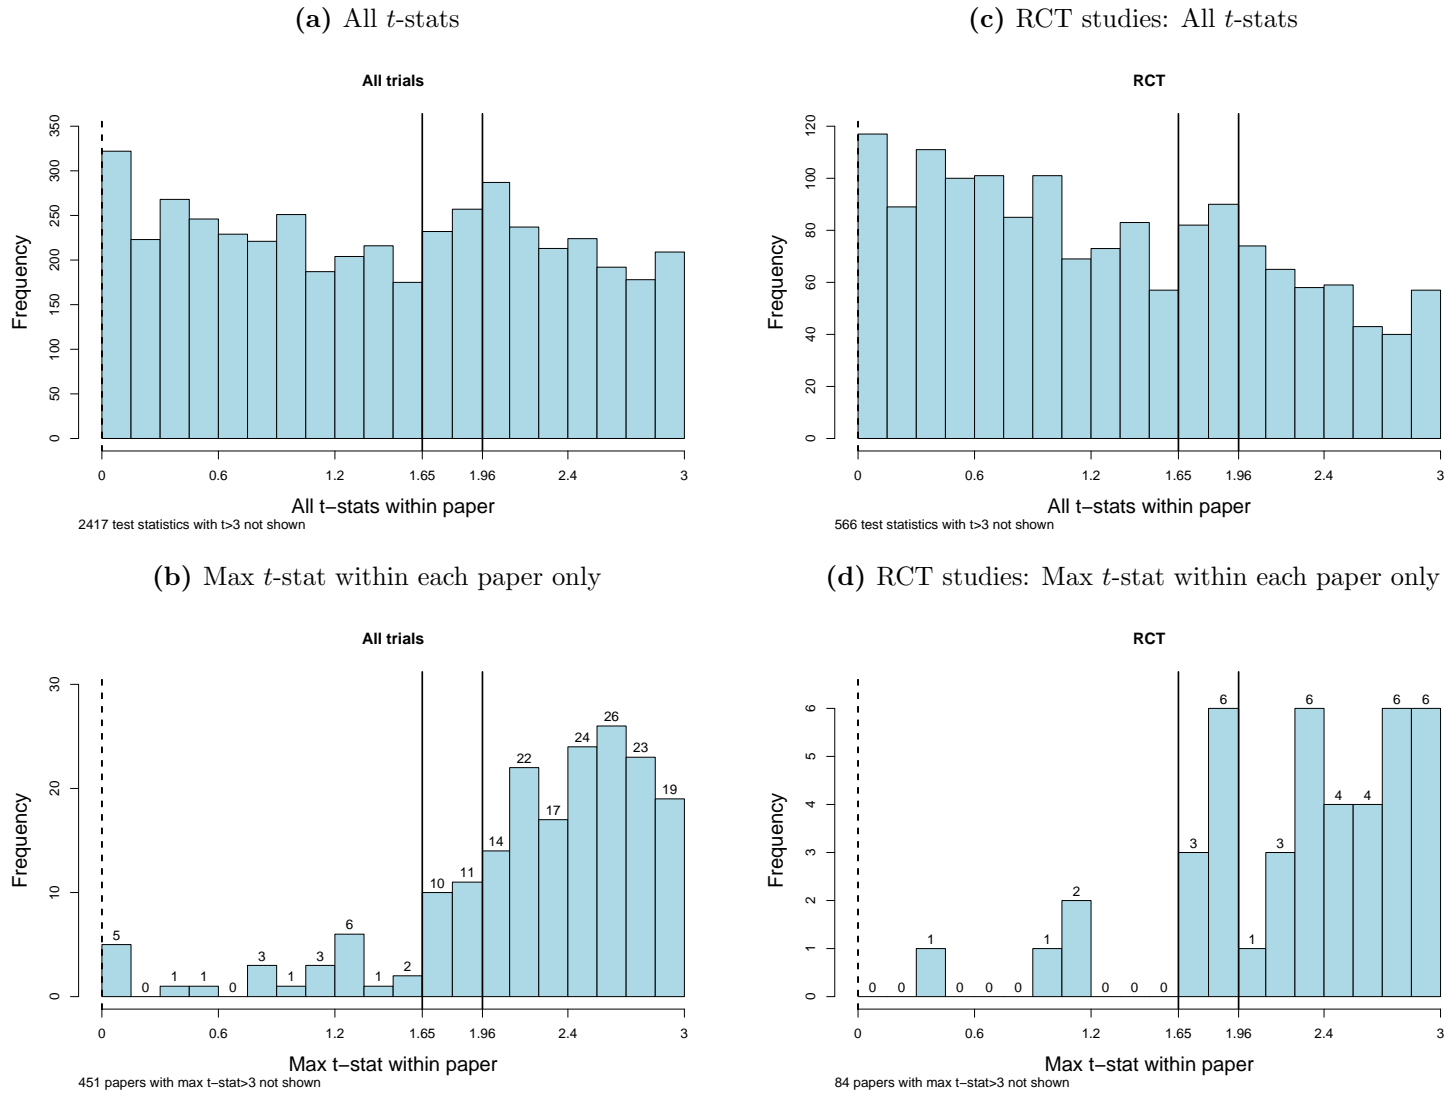 (a) All t-stats
All trials
Frequency
350
300
250
200
150
100
50
0
0 0.6 1.2 1.65 1.96 2.4 3
All t−stats within paper
2417 test statistics with t>3 not shown
(c) RCT studies: All t-stats
RCT
Frequency
120
100
80
60
40
20
0
0 0.6 1.2 1.65 1.96 2.4 3
All t−stats within paper
566 test statistics with t>3 not shown
(b) Max t-stat within each paper only
All trials
Frequency
30
20
10
0
5 0 1 1 0 3 1 3 6 1 2 10 11 14 22 17 24 26 23 19
0 0.6 1.2 1.65 1.96 2.4 3
Max t−stat within paper
451 papers with max t−stat>3 not shown
(d) RCT studies: Max t-stat within each paper only
RCT
Frequency
6
5
4
3
2
1
0
0 0 1 0 0 0 1 2 0 0 0 3 6 1 3 6 4 4 6 6
0 0.6 1.2 1.65 1.96 2.4 3
Max t−stat within paper
84 papers with max t−stat>3 not shown